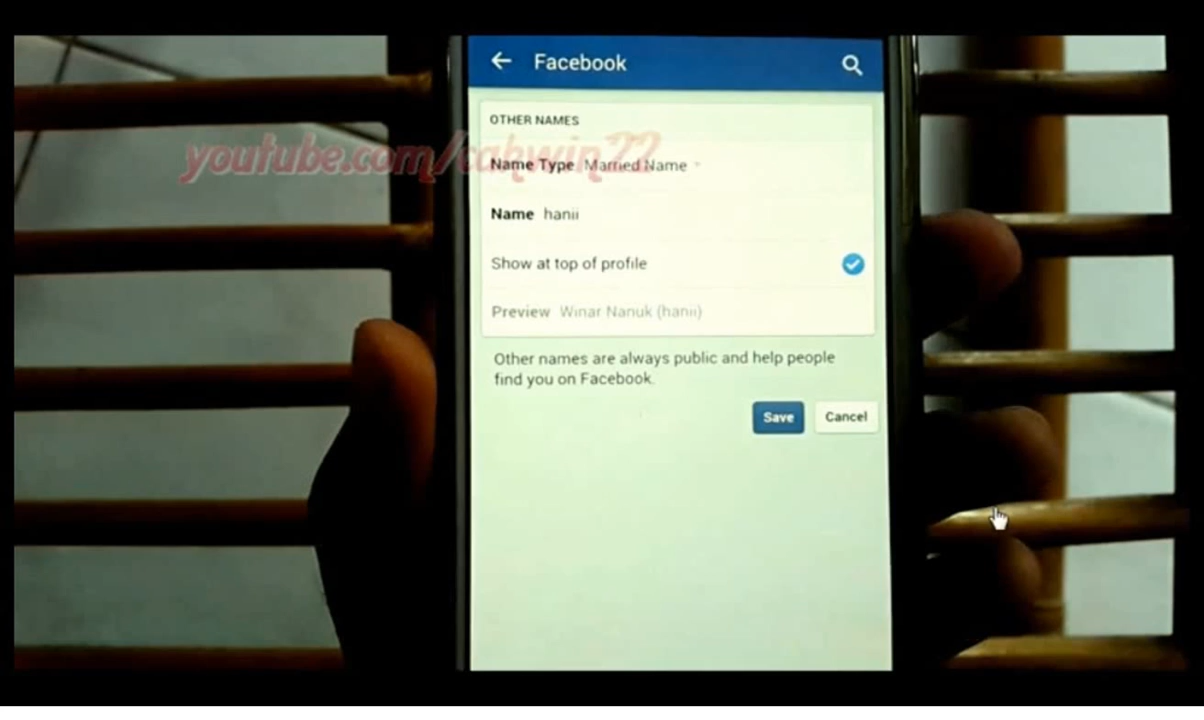 Facebook
OTHER NAMES
youtube.com/cakwin22
Name Type Married Name
Name hanii
Show at top of profile
Preview Winar Nanuk (hanii)
Other names are always public and help people
find you on Facebook.
Save Cancel